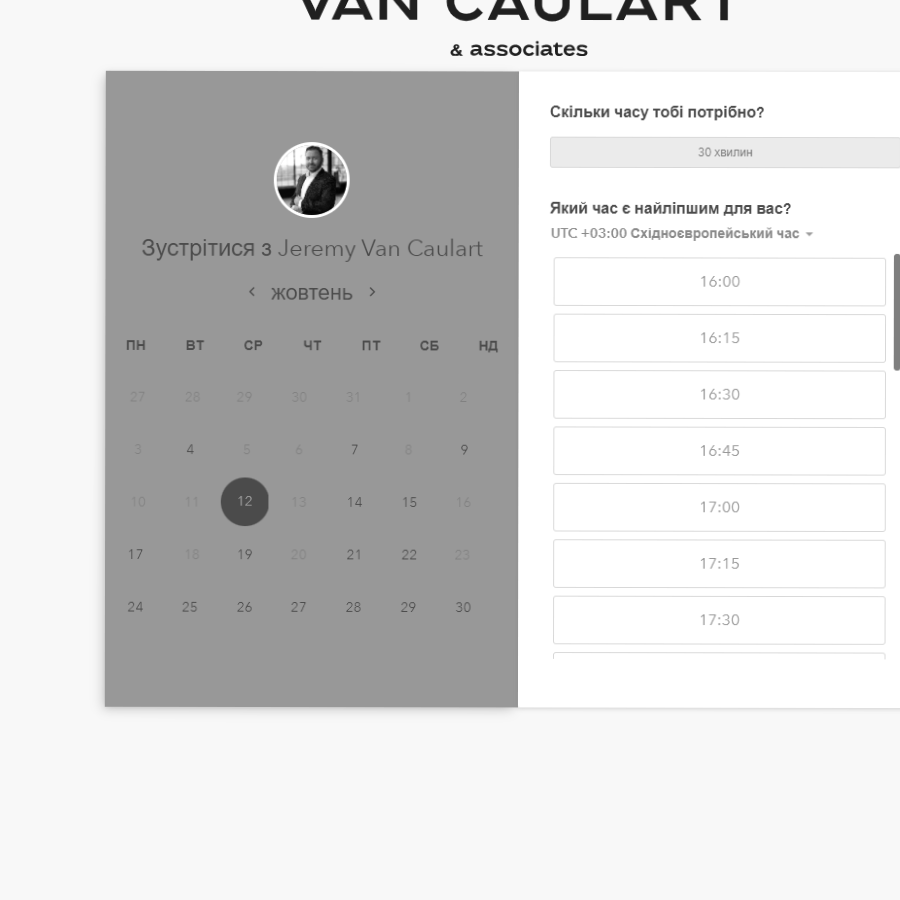 VAN CAULART
& associates
Зустрітися з Jeremy Van Caulart
жовтень
ПН ВТ СР ЧТ ПТ СБ НД
27 28 29 30 31 1 2
3 4 5 6 7 8 9
10 11 12 13 14 15 16
17 18 19 20 21 22 23
24 25 26 27 28 29 30
Скільки часу тобі потрібно?
30 хвилин
Який час є найліпшим для вас?
UTC +03:00 Східноєвропейський час
16:00
16:15
16:30
16:45
17:00
17:15
17:30